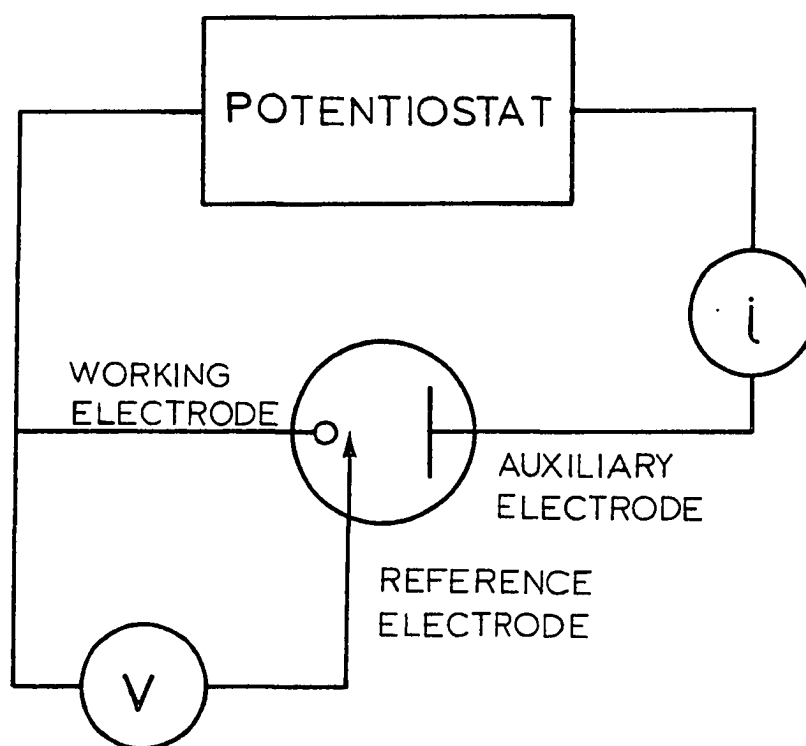 POTENTIOSTAT
i
WORKING
ELECTRODE
AUXILIARY
ELECTRODE
REFERENCE
ELECTRODE
V